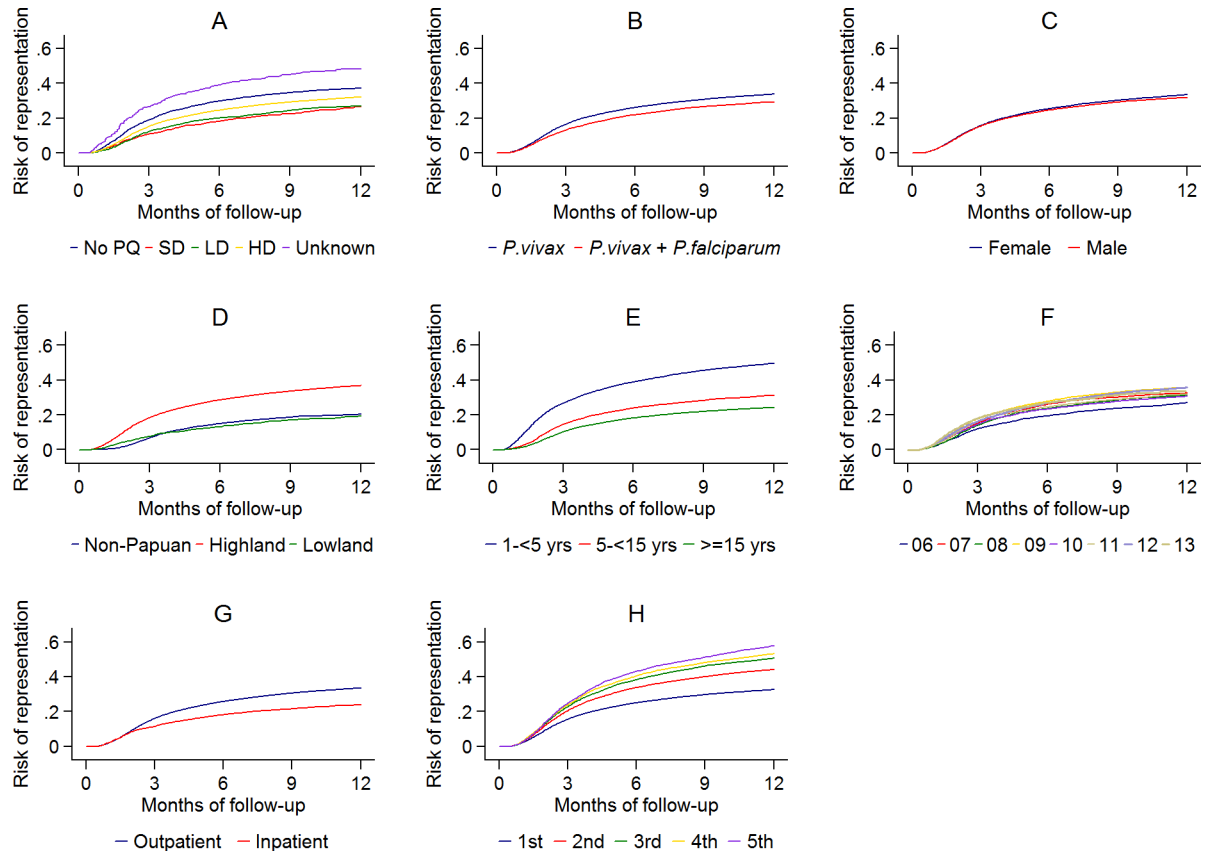 A
Risk of representation
.6
.4
.2
0
0 3 6 9 12
Months of follow-up
No PQ SD LD HD Unknown
B
Risk of representation
.6
.4
.2
0
0 3 6 9 12
Months of follow-up
P.vivax P.vivax + P.falciparum
C
Risk of representation
.6
.4
.2
0
0 3 6 9 12
Months of follow-up
Female Male
D
Risk of representation
.6
.4
.2
0
0 3 6 9 12
Months of follow-up
Non-Papuan Highland Lowland
E
Risk of representation
.6
.4
.2
0
0 3 6 9 12
Months of follow-up
1-<5 yrs 5-<15 yrs >=15 yrs
F
Risk of representation
.6
.4
.2
0
0 3 6 9 12
Months of follow-up
06 07 08 09 10 11 12 13
G
Risk of representation
.6
.4
.2
0
0 3 6 9 12
Months of follow-up
Outpatient Inpatient
H
Risk of representation
.6
.4
.2
0
0 3 6 9 12
Months of follow-up
1st 2nd 3rd 4th 5th